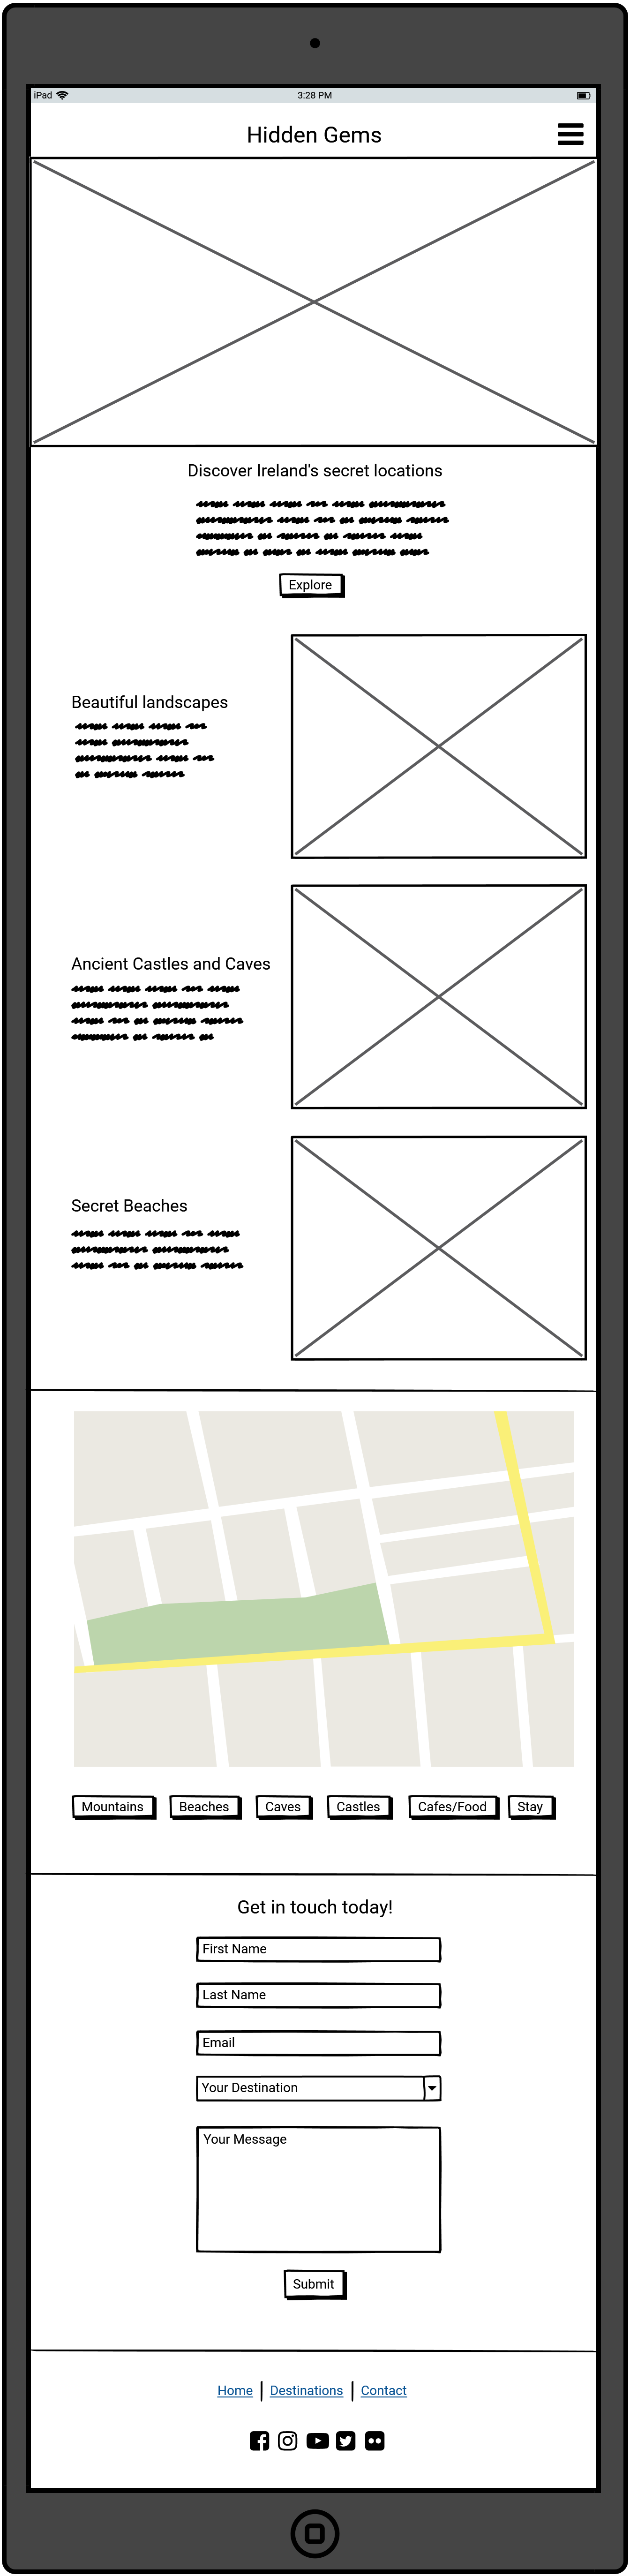 iPad 3:28 PM
Hidden Gems
Discover Ireland's secret locations
Explore
Beautiful landscapes
Ancient Castles and Caves
Secret Beaches
Mountains Beaches Caves Castles Cafes/Food Stay
Get in touch today!
First Name
Last Name
Email
Your Destination
Your Message
Submit
Home Destinations Contact